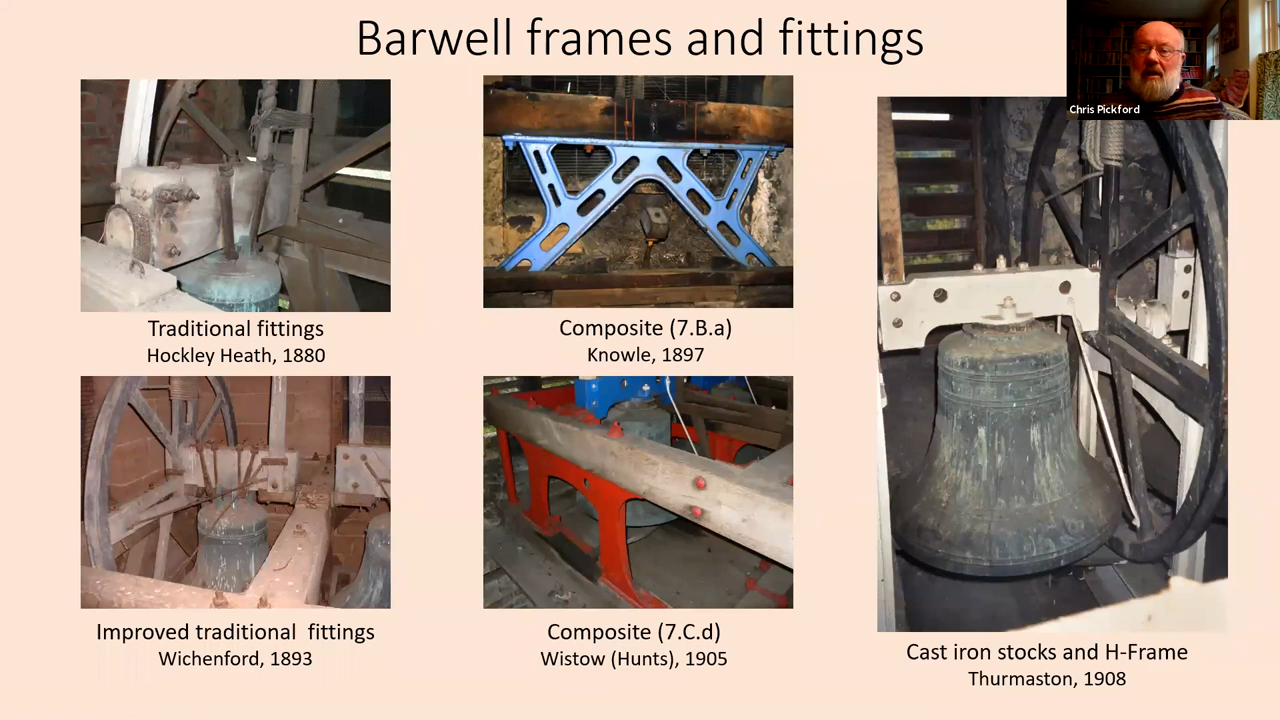 Barwell frames and fittings
Chris Pickford
Traditional fittings
Hockley Heath, 1880
Composite (7.B.a)
Knowle, 1897
Improved traditional fittings
Wichenford, 1893
Composite (7.C.d)
Wistow (Hunts), 1905
Cast iron stocks and H-Frame
Thurmaston, 1908